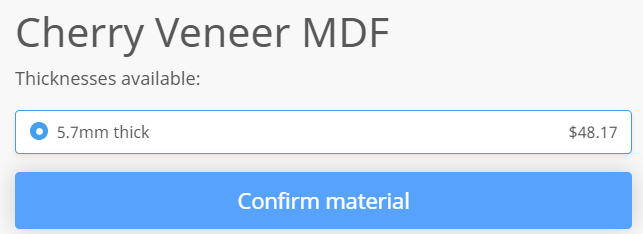 Cherry Veneer MDF
Thicknesses available:
5.7mm thick $48.17
Confirm material